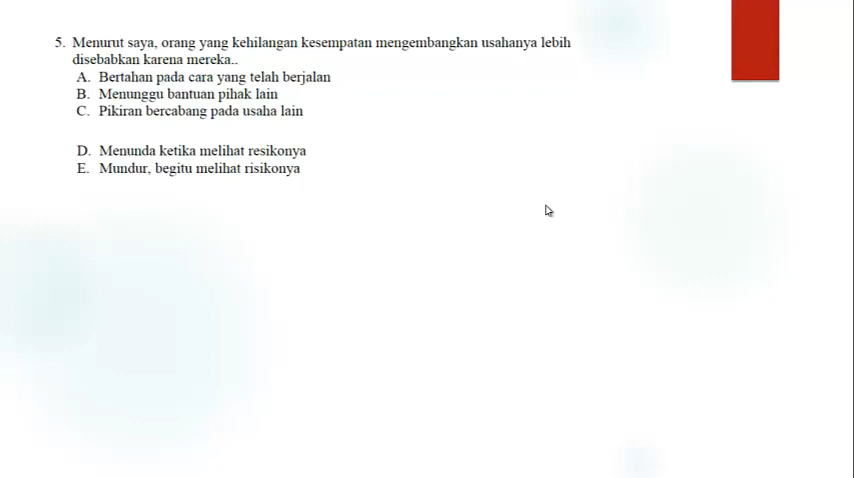 5. Menurut saya, orang yang kehilangan kesempatan mengembangkan usahanya lebih
disebabkan karena mereka..
A. Bertahan pada cara yang telah berjalan
B. Menunggu bantuan pihak lain
C. Pikiran bercabang pada usaha lain
D. Menunda ketika melihat resikonya
E. Mundur, begitu melihat risikonya